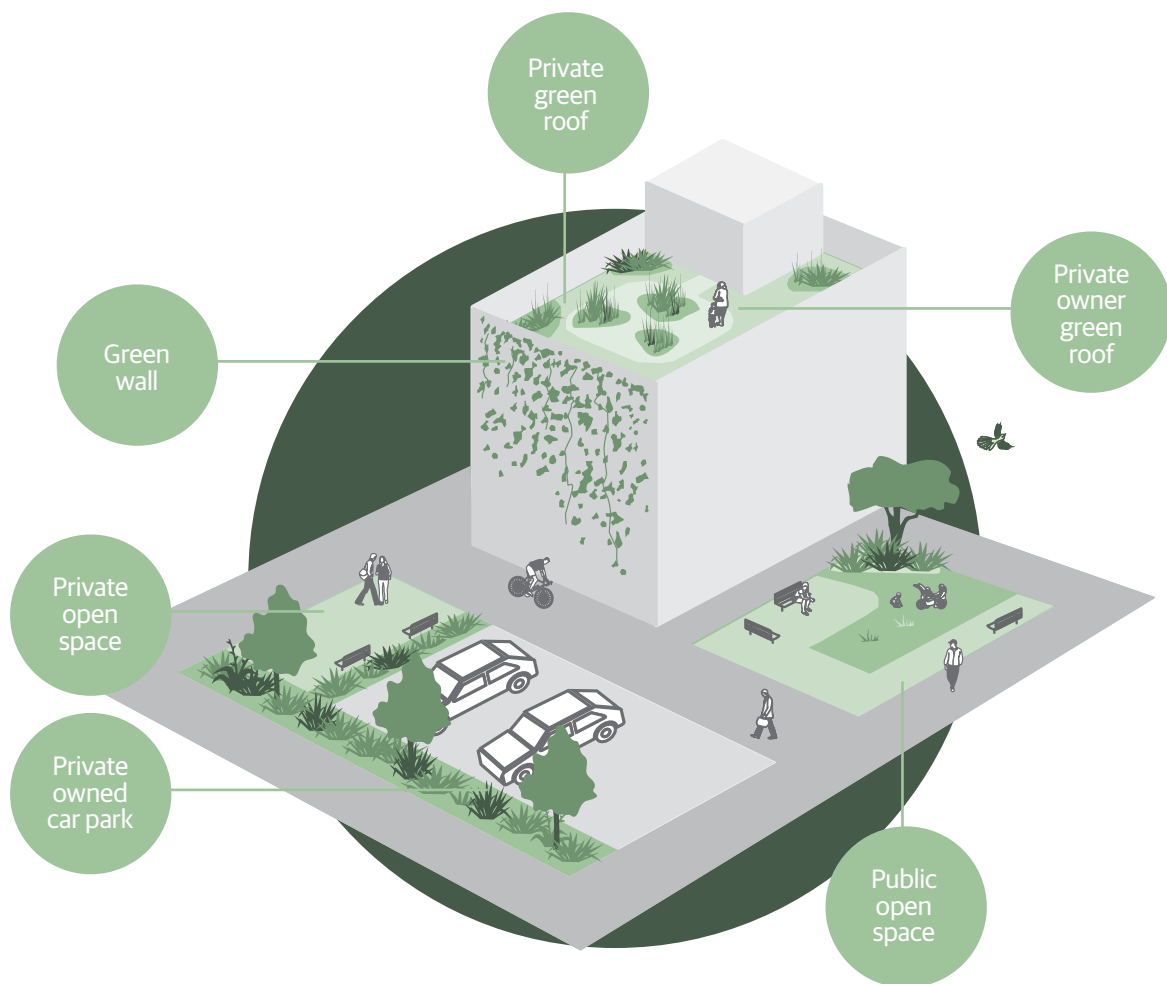 Private
green
roof
Private
owner
green
roof
Green
wall
Private
open
space
Private
owned
car park
Public
open
space